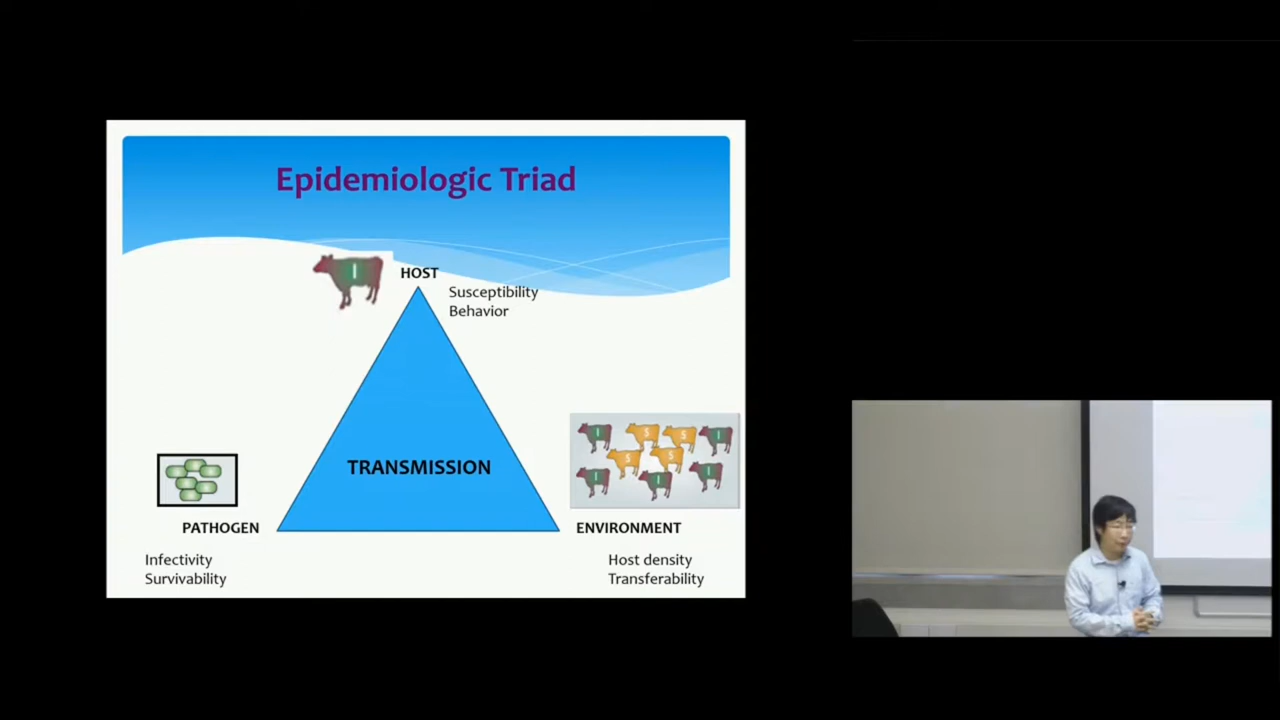 Epidemiologic Triad
I
HOST
Susceptibility
Behavior
TRANSMISSION
I S S I
S S
I I I
PATHOGEN
Infectivity
Survivability
ENVIRONMENT
Host density
Transferability